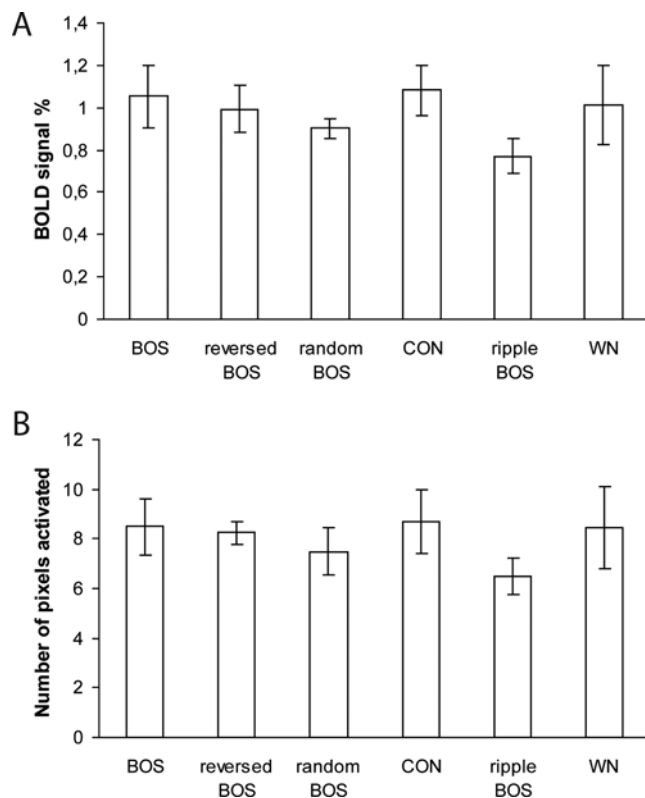 A
BOLD signal %
1,4
1,2
1
0,8
0,6
0,4
0,2
0
BOS reversed random CON ripple WN
BOS BOS BOS
B
Number of pixels activated
12
10
8
6
4
2
0
BOS reversed random CON ripple WN
BOS BOS BOS